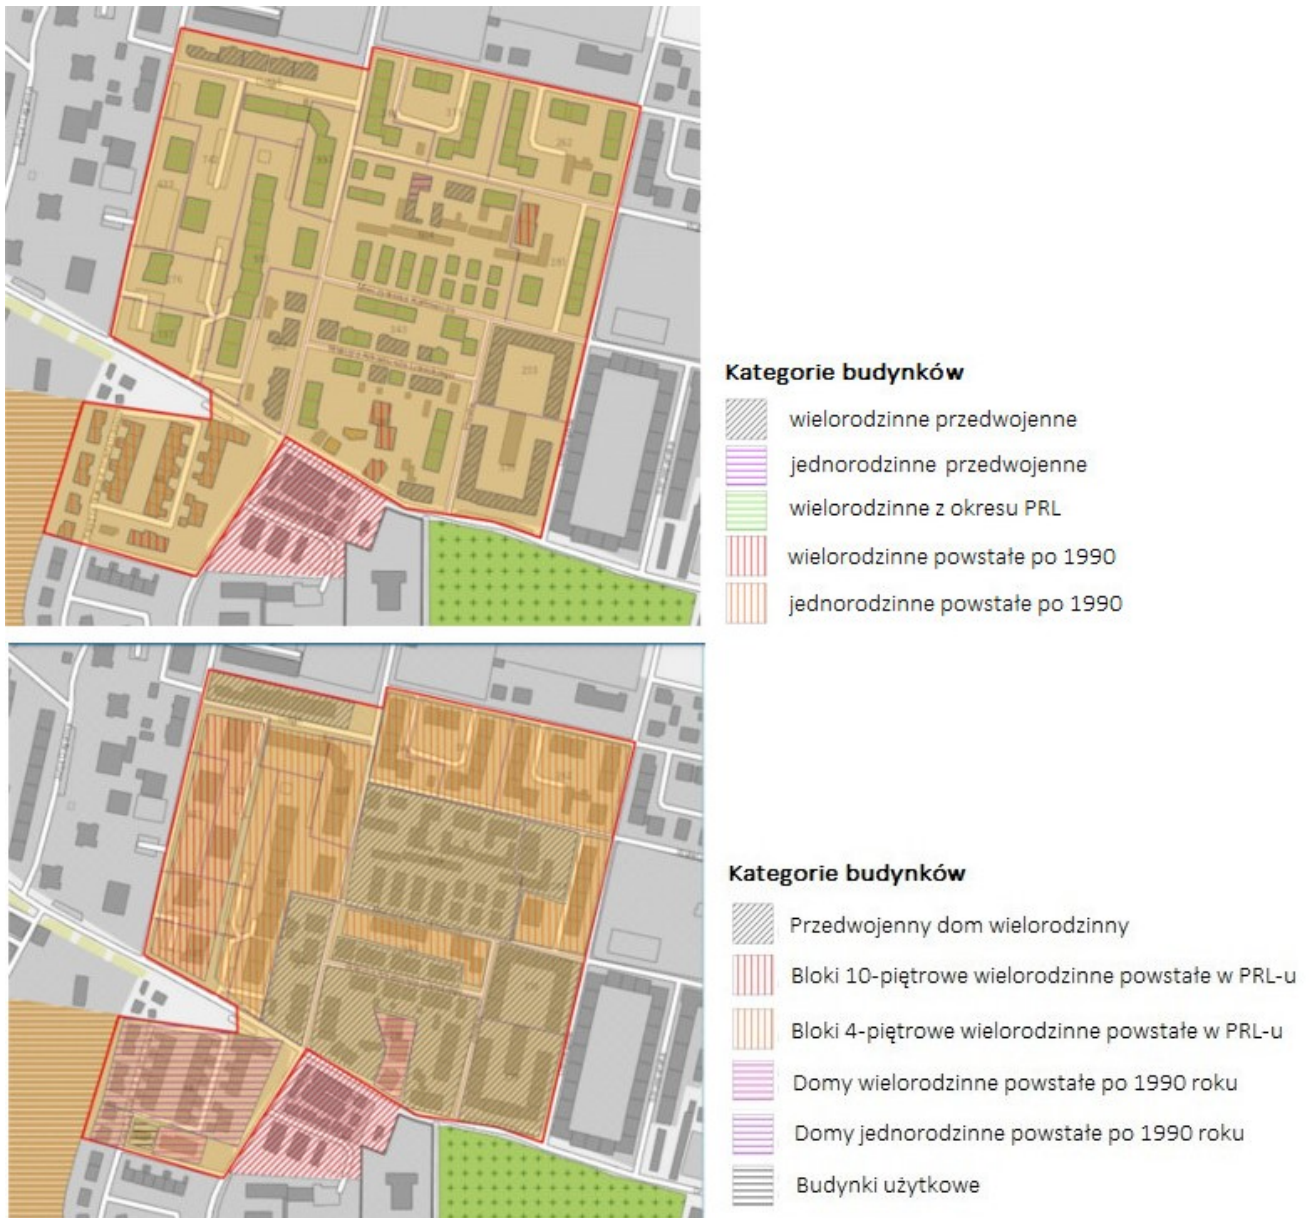 Kategorie budynków
wielorodzinne przedwojenne
jednorodzinne przedwojenne
wielorodzinne z okresu PRL
wielorodzinne powstałe po 1990
jednorodzinne powstałe po 1990
Kategorie budynków
Przedwojenny dom wielorodzinny
Bloki 10-piętrowe wielorodzinne powstałe w PRL-u
Bloki 4-piętrowe wielorodzinne powstałe w PRL-u
Domy wielorodzinne powstałe po 1990 roku
Domy jednorodzinne powstałe po 1990 roku
Budynki użytkowe